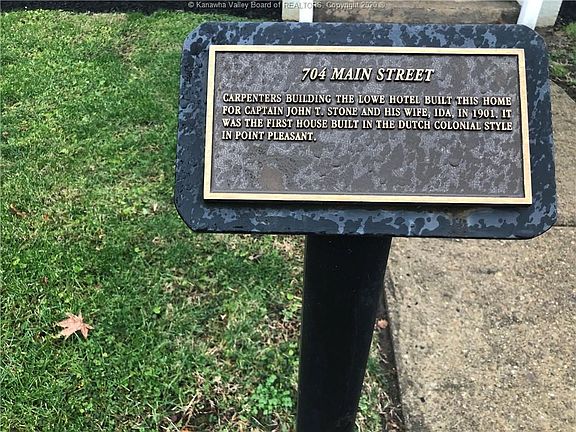 © Kanawha Valley Board of REALTORS, Copyright 2020 ©
704 MAIN STREET
CARPENTERS BUILDING THE LOWE HOTEL BUILT THIS HOME
FOR CAPTAIN JOHN T. STONE AND HIS WIFE, IDA, IN 1901. IT
WAS THE FIRST HOUSE BUILT IN THE DUTCH COLONIAL STYLE
IN POINT PLEASANT.